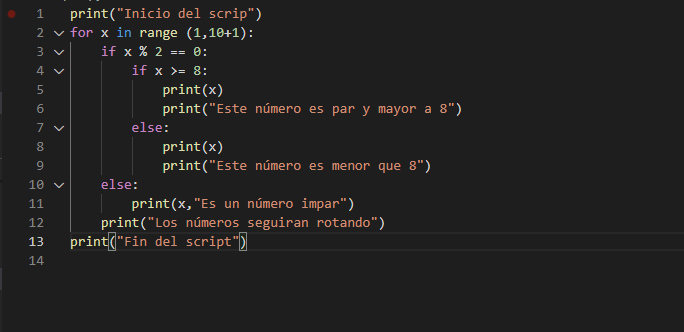 1 print("Inicio del scrip")
2 for x in range (1,10+1):
3     if x % 2 == 0:
4         if x >= 8:
5             print(x)
6             print("Este número es par y mayor a 8")
7         else:
8             print(x)
9             print("Este número es menor que 8")
10     else:
11         print(x,"Es un número impar")
12     print("Los números seguiran rotando")
13 print("Fin del script")
14